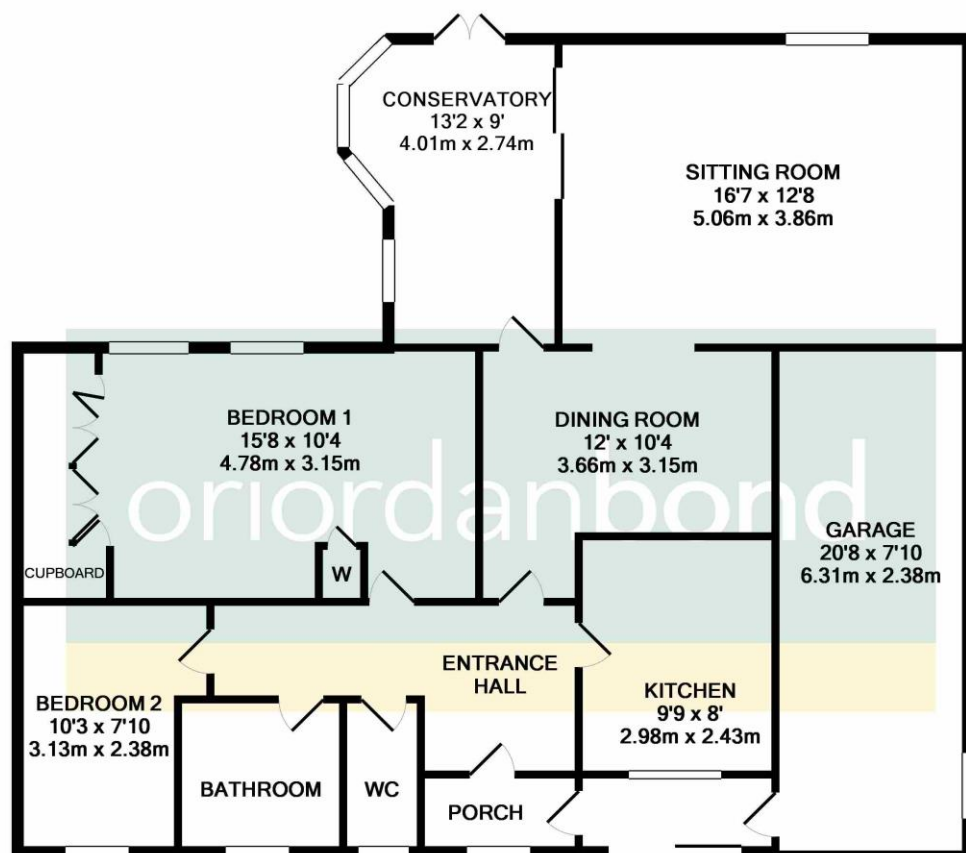 CONSERVATORY
13'2 x 9'
4.01m x 2.74m
SITTING ROOM
16'7 x 12'8
5.06m x 3.86m
BEDROOM 1
15'8 x 10'4
4.78m x 3.15m
DINING ROOM
12' x 10'4
3.66m x 3.15m
oriordanbond
GARAGE
20'8 x 7'10
6.31m x 2.38m
CUPBOARD
W
ENTRANCE
HALL
BEDROOM 2
10'3 x 7'10
3.13m x 2.38m
KITCHEN
9'9 x 8'
2.98m x 2.43m
BATHROOM
WC
PORCH